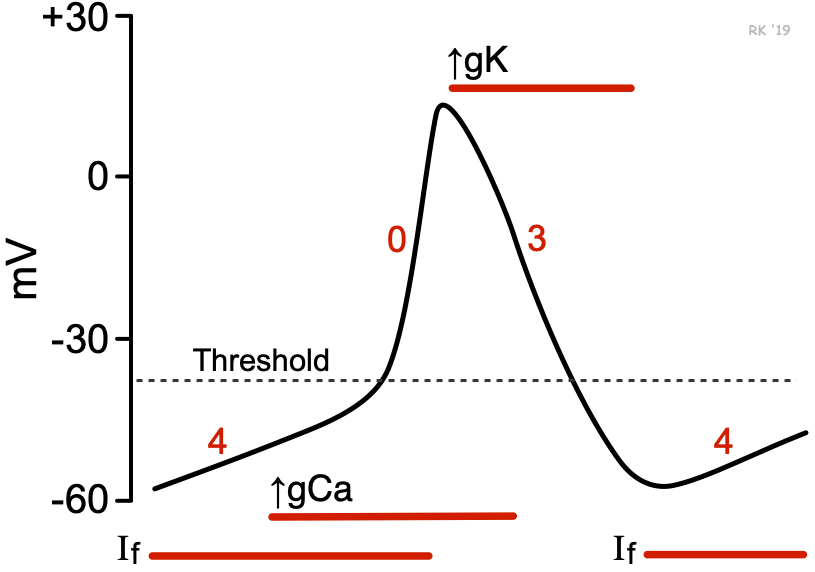 +30
RK '19
↑gK
0
0
3
mV
-30
Threshold
4
4
↑gCa
-60
If
If